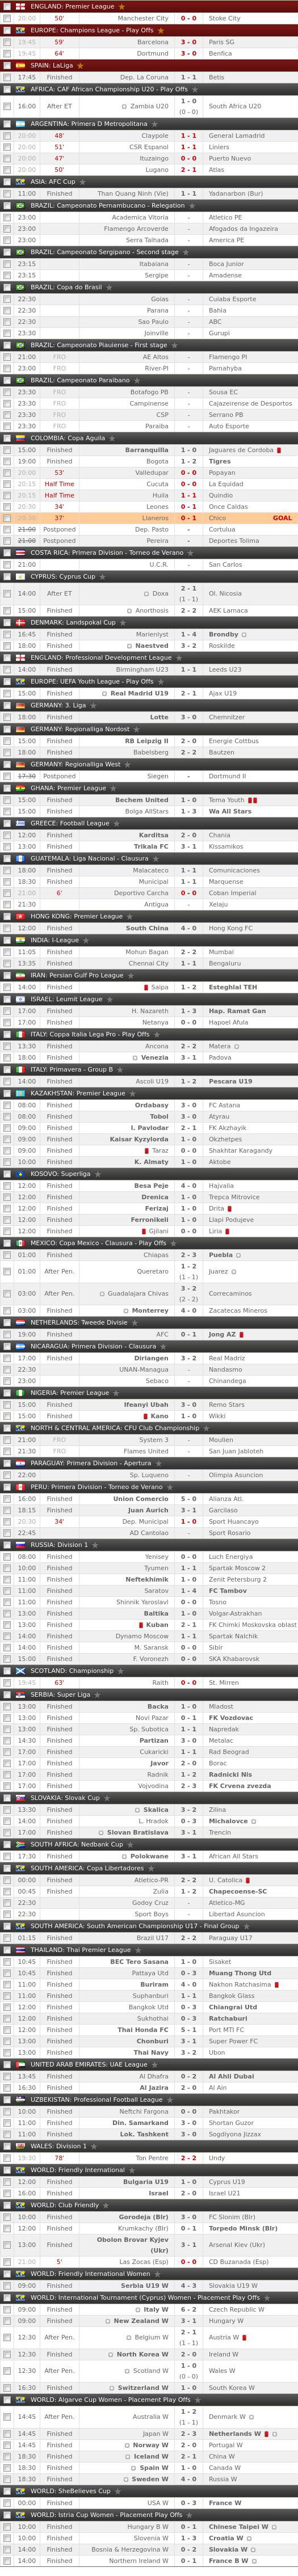 ENGLAND: Premier League
20:00 50' Manchester City 0 - 0 Stoke City
EUROPE: Champions League - Play Offs
19:45 59' Barcelona 3 - 0 Paris SG
19:45 64' Dortmund 3 - 0 Benfica
SPAIN: LaLiga
17:45 Finished Dep. La Coruna 1 - 1 Betis
AFRICA: CAF African Championship U20 - Play Offs
16:00 After ET Zambia U20 1 - 0 (0 - 0) South Africa U20
ARGENTINA: Primera D Metropolitana
20:00 48' Claypole 1 - 1 General Lamadrid
20:00 51' CSR Espanol 1 - 1 Liniers
20:00 47' Ituzaingo 0 - 0 Puerto Nuevo
20:00 50' Lugano 2 - 1 Atlas
ASIA: AFC Cup
11:00 Finished Than Quang Ninh (Vie) 1 - 1 Yadanarbon (Bur)
BRAZIL: Campeonato Pernambucano - Relegation
23:00 Academica Vitoria - Atletico PE
23:00 Flamengo Arcoverde - Afogados da Ingazeira
23:00 Serra Talhada - America PE
BRAZIL: Campeonato Sergipano - Second stage
23:15 Itabaiana - Boca Junior
23:15 Sergipe - Amadense
BRAZIL: Copa do Brasil
22:30 Goias - Cuiaba Esporte
22:30 Parana - Bahia
22:30 Sao Paulo - ABC
22:30 Joinville - Gurupi
BRAZIL: Campeonato Piauiense - First stage
21:00 FRO AE Altos - Flamengo PI
23:00 FRO River-PI - Parnahyba
BRAZIL: Campeonato Paraibano
23:30 FRO Botafogo PB - Sousa EC
23:30 FRO Campinense - Cajazeirense de Desportos
23:30 FRO CSP - Serrano PB
23:30 FRO Paraiba - Auto Esporte
COLOMBIA: Copa Aguila
15:00 Finished Barranquilla 1 - 0 Jaguares de Cordoba
19:00 Finished Bogota 1 - 2 Tigres
20:00 53' Valledupar 0 - 0 Popayan
20:15 Half Time Cucuta 0 - 0 La Equidad
20:15 Half Time Huila 1 - 1 Quindio
20:30 34' Leones 0 - 1 Once Caldas
20:30 37' Llaneros 0 - 1 Chico GOAL
21:00 Postponed Dep. Pasto - Cortulua
21:00 Postponed Pereira - Deportes Tolima
COSTA RICA: Primera Division - Torneo de Verano
21:00 U.C.R. - San Carlos
CYPRUS: Cyprus Cup
14:00 After ET Doxa 2 - 1 (1 - 1) Ol. Nicosia
15:00 Finished Anorthosis 2 - 2 AEK Larnaca
DENMARK: Landspokal Cup
16:45 Finished Marienlyst 1 - 4 Brondby
18:00 Finished Naestved 3 - 2 Roskilde
ENGLAND: Professional Development League
14:00 Finished Birmingham U23 1 - 1 Leeds U23
EUROPE: UEFA Youth League - Play Offs
15:00 Finished Real Madrid U19 2 - 1 Ajax U19
GERMANY: 3. Liga
18:00 Finished Lotte 3 - 0 Chemnitzer
GERMANY: Regionalliga Nordost
15:00 Finished RB Leipzig II 2 - 0 Energie Cottbus
18:00 Finished Babelsberg 2 - 2 Bautzen
GERMANY: Regionalliga West
17:30 Postponed Siegen - Dortmund II
GHANA: Premier League
15:00 Finished Bechem United 1 - 0 Tema Youth
15:00 Finished Bolga AllStars 1 - 3 Wa All Stars
GREECE: Football League
12:00 Finished Karditsa 2 - 0 Chania
13:00 Finished Trikala FC 3 - 1 Kissamikos
GUATEMALA: Liga Nacional - Clausura
18:00 Finished Malacateco 1 - 1 Comunicaciones
18:30 Finished Municipal 1 - 1 Marquense
21:00 6' Deportivo Carcha 0 - 0 Coban Imperial
21:30 Antigua - Xelaju
HONG KONG: Premier League
12:00 Finished South China 4 - 0 Hong Kong FC
INDIA: I-League
11:05 Finished Mohun Bagan 2 - 2 Mumbai
13:35 Finished Chennai City 1 - 1 Bengaluru
IRAN: Persian Gulf Pro League
14:00 Finished Saipa 1 - 2 Esteghlal TEH
ISRAEL: Leumit League
17:00 Finished H. Nazareth 1 - 3 Hap. Ramat Gan
17:00 Finished Netanya 0 - 0 Hapoel Afula
ITALY: Coppa Italia Lega Pro - Play Offs
13:30 Finished Ancona 2 - 2 Matera
18:00 Finished Venezia 3 - 1 Padova
ITALY: Primavera - Group B
14:00 Finished Ascoli U19 1 - 2 Pescara U19
KAZAKHSTAN: Premier League
08:00 Finished Ordabasy 3 - 0 FC Astana
08:00 Finished Tobol 3 - 0 Atyrau
09:00 Finished I. Pavlodar 2 - 1 FK Akzhayik
09:00 Finished Kaisar Kyzylorda 1 - 0 Okzhetpes
09:00 Finished Taraz 0 - 0 Shakhtar Karagandy
10:00 Finished K. Almaty 1 - 0 Aktobe
KOSOVO: Superliga
12:00 Finished Besa Peje 4 - 0 Hajvalia
12:00 Finished Drenica 1 - 0 Trepca Mitrovice
12:00 Finished Ferizaj 1 - 0 Drita
12:00 Finished Ferronikeli 1 - 0 Llapi Podujeve
12:00 Finished Gjilani 0 - 0 Liria
MEXICO: Copa Mexico - Clausura - Play Offs
01:00 Finished Chiapas 2 - 3 Puebla
01:00 After Pen. Queretaro 1 - 2 (1 - 1) Juarez
03:00 After Pen. Guadalajara Chivas 3 - 2 (2 - 2) Correcaminos
03:00 Finished Monterrey 4 - 0 Zacatecas Mineros
NETHERLANDS: Tweede Divisie
19:00 Finished AFC 0 - 1 Jong AZ
NICARAGUA: Primera Division - Clausura
17:00 Finished Diriangen 3 - 2 Real Madriz
22:30 UNAN-Managua - Nandasmo
23:00 Sebaco - Chinandega
NIGERIA: Premier League
15:00 Finished Ifeanyi Ubah 3 - 0 Remo Stars
15:00 Finished Kano 1 - 0 Wikki
NORTH & CENTRAL AMERICA: CFU Club Championship
21:00 FRO System 3 - Moulien
21:30 FRO Flames United - San Juan Jabloteh
PARAGUAY: Primera Division - Apertura
22:00 Sp. Luqueno - Olimpia Asuncion
PERU: Primera Division - Torneo de Verano
16:00 Finished Union Comercio 5 - 0 Alianza Atl.
18:15 Finished Juan Aurich 3 - 1 Garcilaso
20:30 34' Dep. Municipal 1 - 0 Sport Huancayo
22:45 AD Cantolao - Sport Rosario
RUSSIA: Division 1
08:00 Finished Yenisey 0 - 0 Luch Energiya
10:00 Finished Tyumen 1 - 1 Spartak Moscow 2
11:00 Finished Neftekhimik 1 - 0 Zenit Petersburg 2
11:00 Finished Saratov 1 - 4 FC Tambov
11:00 Finished Shinnik Yaroslavl 0 - 0 Tosno
13:00 Finished Baltika 1 - 0 Volgar-Astrakhan
13:00 Finished Kuban 2 - 1 FK Chimki Moskovska oblast
14:00 Finished Dynamo Moscow 1 - 1 Spartak Nalchik
14:00 Finished M. Saransk 0 - 0 Sibir
15:00 Finished F. Voronezh 0 - 0 SKA Khabarovsk
SCOTLAND: Championship
19:45 63' Raith 0 - 0 St. Mirren
SERBIA: Super Liga
13:00 Finished Backa 1 - 0 Mladost
13:00 Finished Novi Pazar 0 - 1 FK Vozdovac
13:00 Finished Sp. Subotica 1 - 1 Napredak
14:30 Finished Partizan 3 - 0 Metalac
17:00 Finished Cukaricki 1 - 1 Rad Beograd
17:00 Finished Javor 2 - 0 Borac
17:00 Finished Radnik 1 - 2 Radnicki Nis
17:00 Finished Vojvodina 2 - 3 FK Crvena zvezda
SLOVAKIA: Slovak Cup
13:30 Finished Skalica 3 - 2 Zilina
14:00 Finished L. Hradok 0 - 3 Michalovce
17:00 Finished Slovan Bratislava 3 - 1 Trencin
SOUTH AFRICA: Nedbank Cup
17:30 Finished Polokwane 3 - 1 African All Stars
SOUTH AMERICA: Copa Libertadores
00:00 Finished Atletico-PR 2 - 2 U. Catolica
00:45 Finished Zulia 1 - 2 Chapecoense-SC
22:30 Godoy Cruz - Atletico-MG
22:30 Sport Boys - Libertad Asuncion
SOUTH AMERICA: South American Championship U17 - Final Group
01:15 Finished Brazil U17 2 - 2 Paraguay U17
THAILAND: Thai Premier League
10:45 Finished BEC Tero Sasana 1 - 0 Sisaket
10:45 Finished Pattaya Utd 0 - 3 Muang Thong Utd
11:00 Finished Buriram 4 - 0 Nakhon Ratchasima
11:00 Finished Suphanburi 1 - 1 Bangkok Glass
12:00 Finished Bangkok Utd 0 - 3 Chiangrai Utd
12:00 Finished Sukhothai 0 - 3 Ratchaburi
12:00 Finished Thai Honda FC 5 - 1 Port MTI FC
13:00 Finished Chonburi 3 - 1 Super Power FC
13:00 Finished Thai Navy 3 - 2 Ubon
UNITED ARAB EMIRATES: UAE League
13:45 Finished Al Dhafra 0 - 2 Al Ahli Dubai
16:30 Finished Al Jazira 2 - 0 Al Ain
UZBEKISTAN: Professional Football League
10:00 Finished Neftchi Fargona 0 - 0 Pakhtakor
11:00 Finished Din. Samarkand 3 - 0 Shortan Guzor
11:00 Finished Lok. Tashkent 3 - 0 Sogdiyona Jizzax
WALES: Division 1
19:30 78' Ton Pentre 2 - 2 Undy
WORLD: Friendly International
12:00 Finished Bulgaria U19 1 - 0 Cyprus U19
16:00 Finished Israel 2 - 0 Israel U21
WORLD: Club Friendly
10:00 Finished Gorodeja (Blr) 3 - 0 FC Slonim (Blr)
12:00 Finished Krumkachy (Blr) 0 - 1 Torpedo Minsk (Blr)
13:00 Finished Obolon Brovar Kyjev (Ukr) 3 - 1 Arsenal Kiev (Ukr)
21:00 5' Las Zocas (Esp) 0 - 0 CD Buzanada (Esp)
WORLD: Friendly International Women
09:00 Finished Serbia U19 W 4 - 3 Slovakia U19 W
WORLD: International Tournament (Cyprus) Women - Placement Play Offs
09:00 Finished Italy W 6 - 2 Czech Republic W
09:00 Finished New Zealand W 3 - 1 Hungary W
12:30 After Pen. Belgium W 2 - 1 (1 - 1) Austria W
12:30 Finished North Korea W 2 - 0 Ireland W
12:30 After Pen. Scotland W 1 - 0 (0 - 0) Wales W
16:30 Finished Switzerland W 1 - 0 South Korea W
WORLD: Algarve Cup Women - Placement Play Offs
14:45 After Pen. Australia W 1 - 2 (1 - 1) Denmark W
14:45 Finished Japan W 2 - 3 Netherlands W
14:45 Finished Norway W 2 - 0 Portugal W
18:30 Finished Iceland W 2 - 1 China W
18:30 Finished Spain W 1 - 0 Canada W
18:30 Finished Sweden W 4 - 0 Russia W
WORLD: SheBelieves Cup
00:00 Finished USA W 0 - 3 France W
WORLD: Istria Cup Women - Placement Play Offs
10:00 Finished Hungary B W 0 - 1 Chinese Taipei W
10:00 Finished Slovenia W 1 - 3 Croatia W
14:00 Finished Bosnia & Herzegovina W 0 - 2 Slovakia W
14:00 Finished Northern Ireland W 0 - 1 France B W